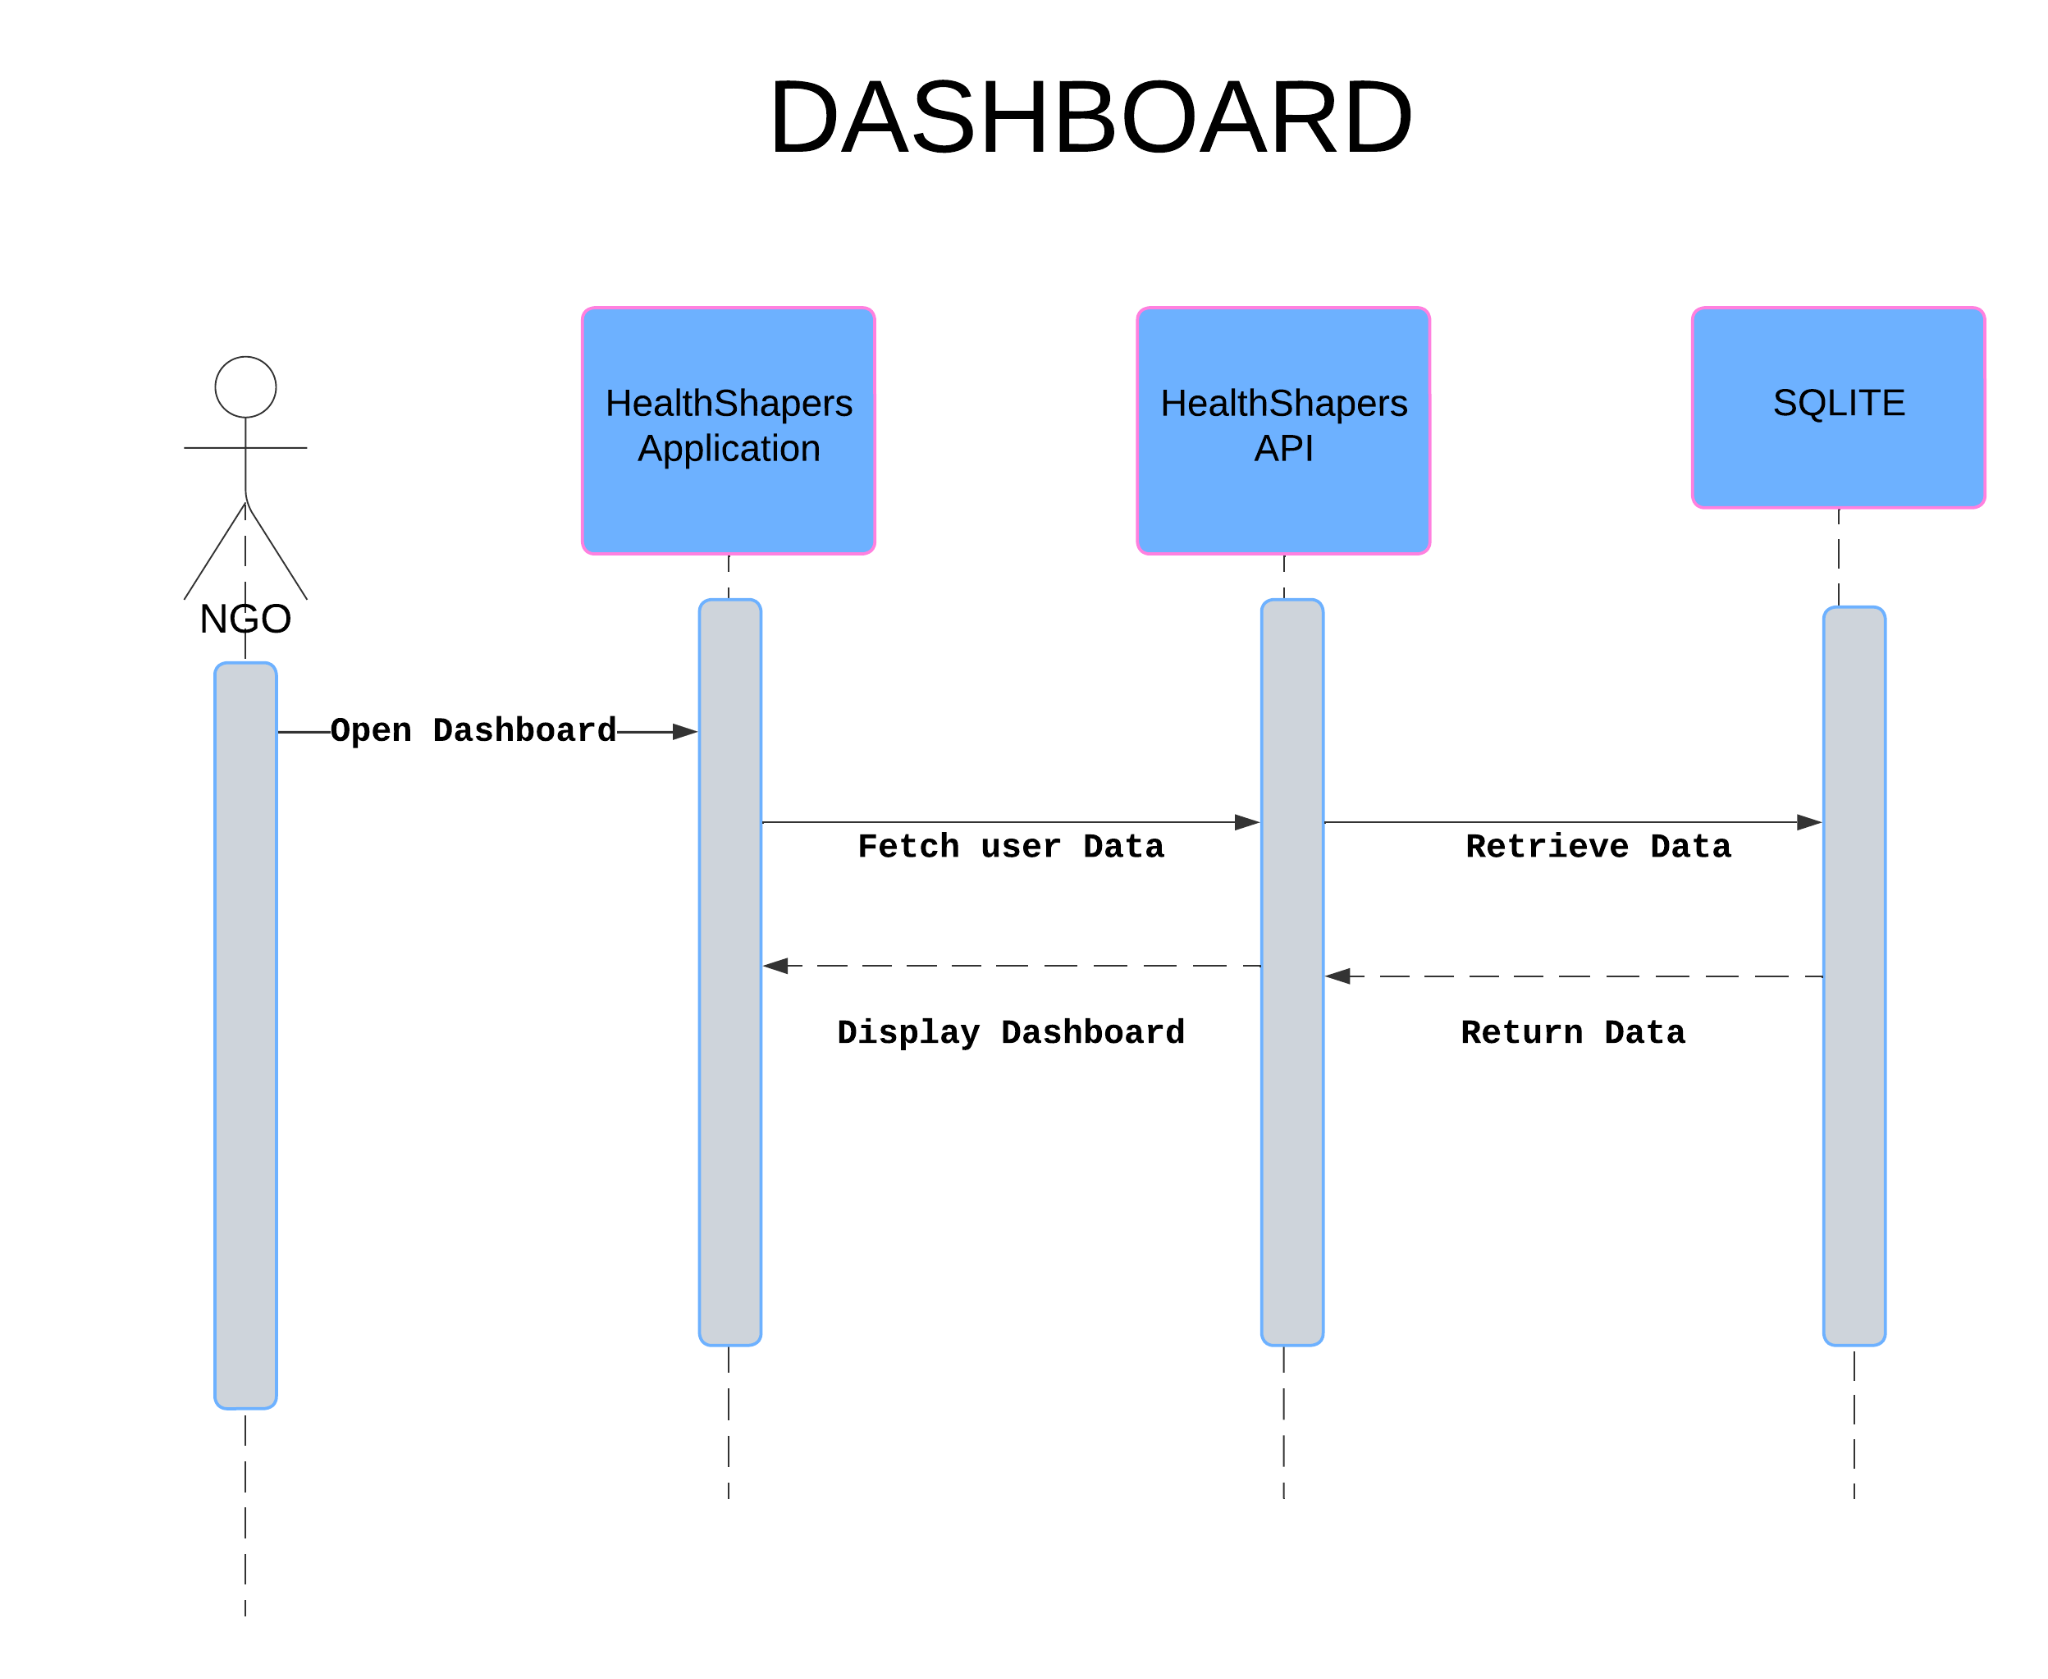 DASHBOARD
HealthShapers
Application
HealthShapers
API
SQLITE
NGO
Open Dashboard
Fetch user Data
Retrieve Data
Display Dashboard
Return Data